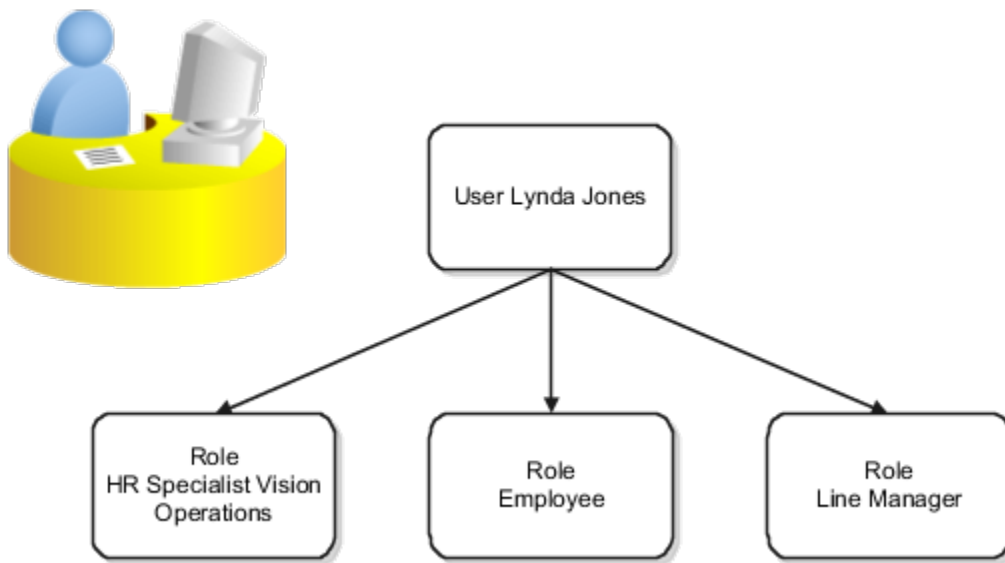 User Lynda Jones
Role
HR Specialist Vision
Operations
Role
Employee
Role
Line Manager